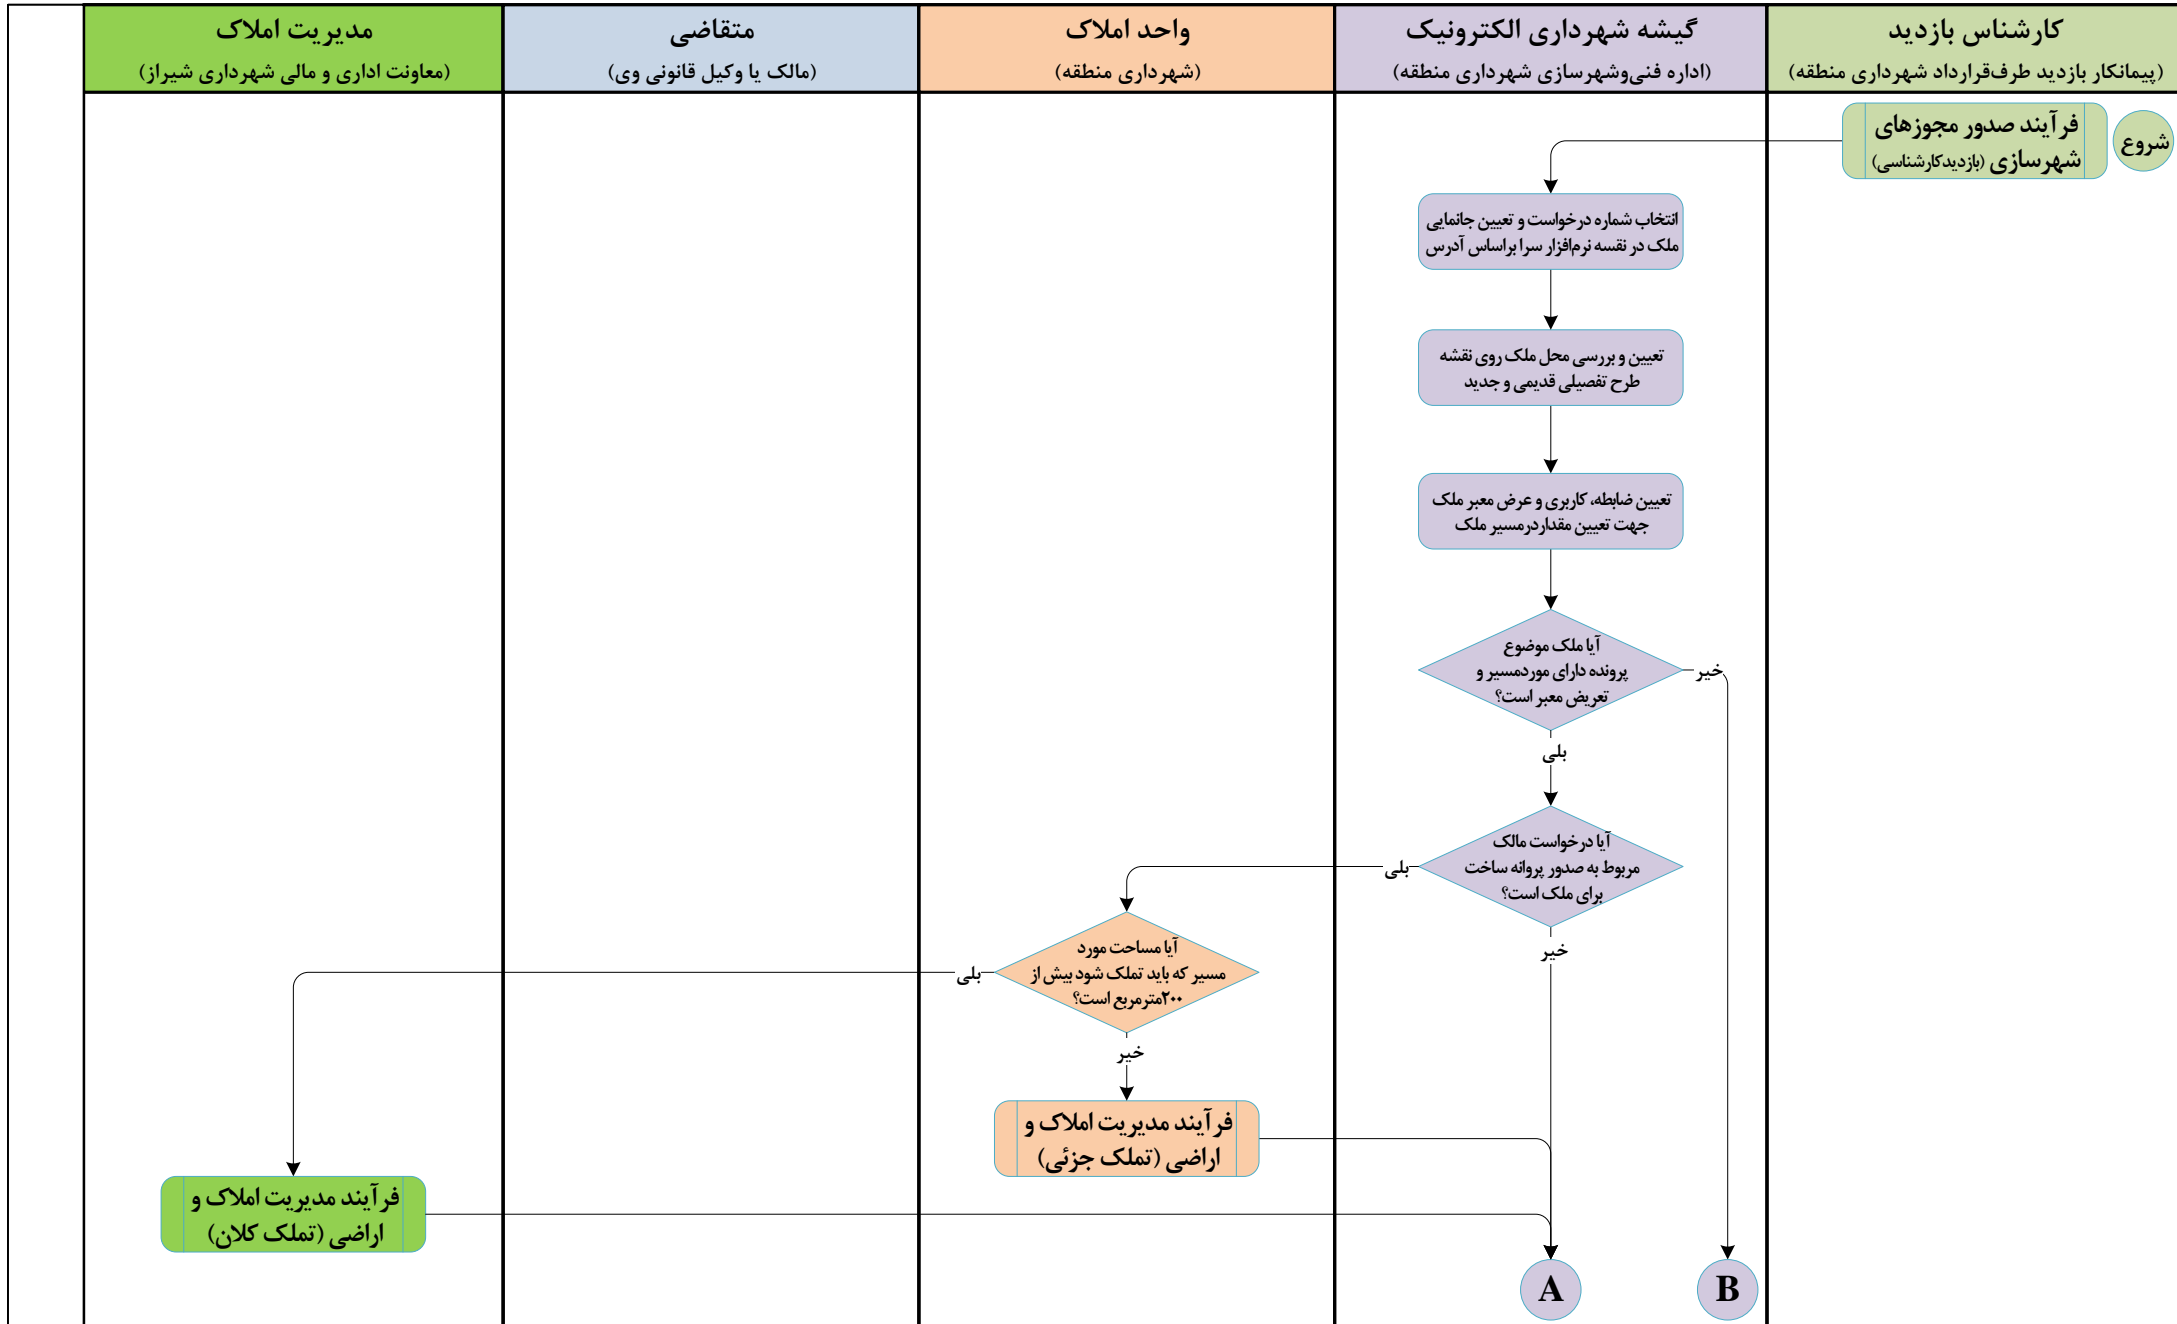 کارشناس بازدید
(پیمانکار بازدید طرف‌قرارداد شهرداری منطقه)
گیشه شهرداری الکترونیک
(اداره فنی‌وشهرسازی شهرداری منطقه)
واحد املاک
(شهرداری منطقه)
متقاضی
(مالک یا وکیل قانونی وی)
مدیریت املاک
(معاونت اداری و مالی شهرداری شیراز)
شروع
فرآیند صدور مجوزهای
شهرسازی (بازدیدکارشناسی)
انتخاب شماره درخواست و تعیین جانمایی
ملک در نقسه نرم‌افزار سرا براساس آدرس
تعیین و بررسی محل ملک روی نقشه
طرح تفصیلی قدیمی و جدید
تعیین ضابطه، کاربری و عرض معبر ملک
جهت تعیین مقداردرمسیر ملک
آیا ملک موضوع
پرونده دارای موردمسیر و
تعریض معبر است؟
خیر
بلی
آیا درخواست مالک
مربوط به صدور پروانه ساخت
برای ملک است؟
بلی
خیر
آیا مساحت مورد
مسیر که باید تملک شود بیش از
۲۰۰مترمربع است؟
بلی
خیر
فرآیند مدیریت املاک و
اراضی (تملک جزئی)
فرآیند مدیریت املاک و
اراضی (تملک کلان)
B
A